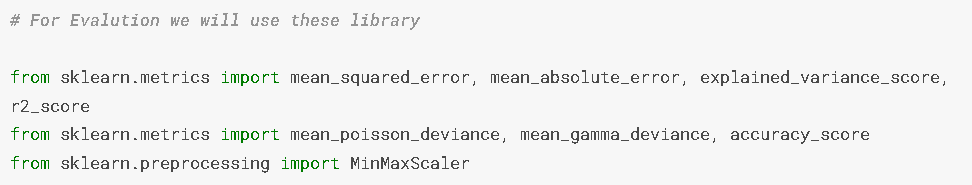 # For Evalution we will use these library
from sklearn.metrics import mean_squared_error, mean_absolute_error, explained_variance_score,
r2_score
from sklearn.metrics import mean_poisson_deviance, mean_gamma_deviance, accuracy_score
from sklearn.preprocessing import MinMaxScaler